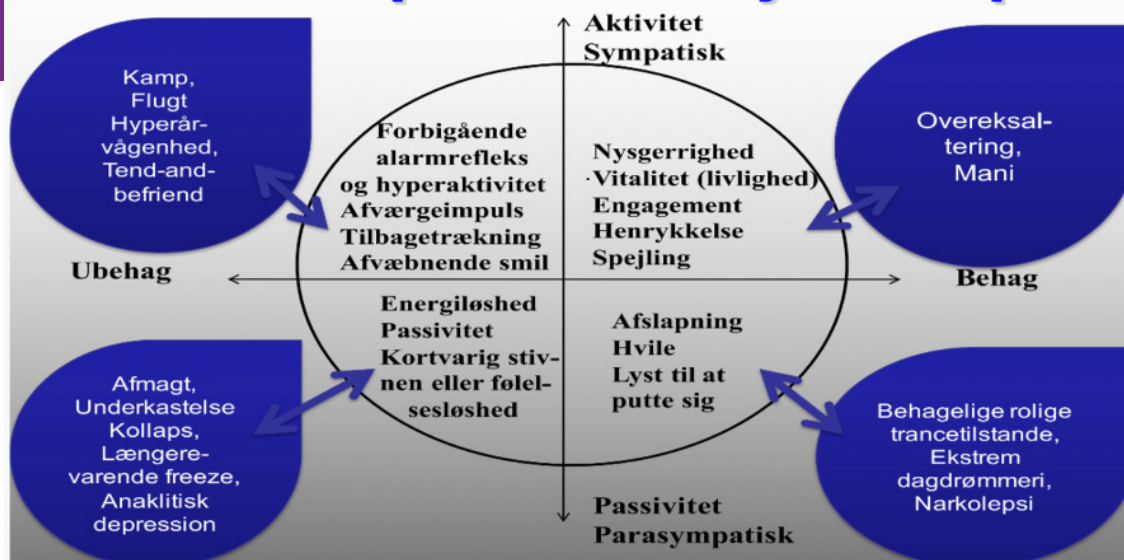 Aktivitet
Sympatisk
Kamp,
Flugt
Hyperår-
vågenhed,
Tend-and-
befriend
Forbigående
alarmrefleks
og hyperaktivitet
Afværgeimpuls
Tilbagetrækning
Afvæbnende smil
Nysgerrighed
·Vitalitet (livlighed)
Engagement
Henrykkelse
Spejling
Overeksal-
tering,
Mani
Ubehag
Behag
Afmagt,
Underkastelse
Kollaps,
Længere-
varende freeze,
Anaklitisk
depression
Energiløshed
Passivitet
Kortvarig stiv-
nen eller følel-
sesløshed
Afslapning
Hvile
Lyst til at
putte sig
Behagelige rolige
trancetilstande,
Ekstrem
dagdrømmeri,
Narkolepsi
Passivitet
Parasympatisk